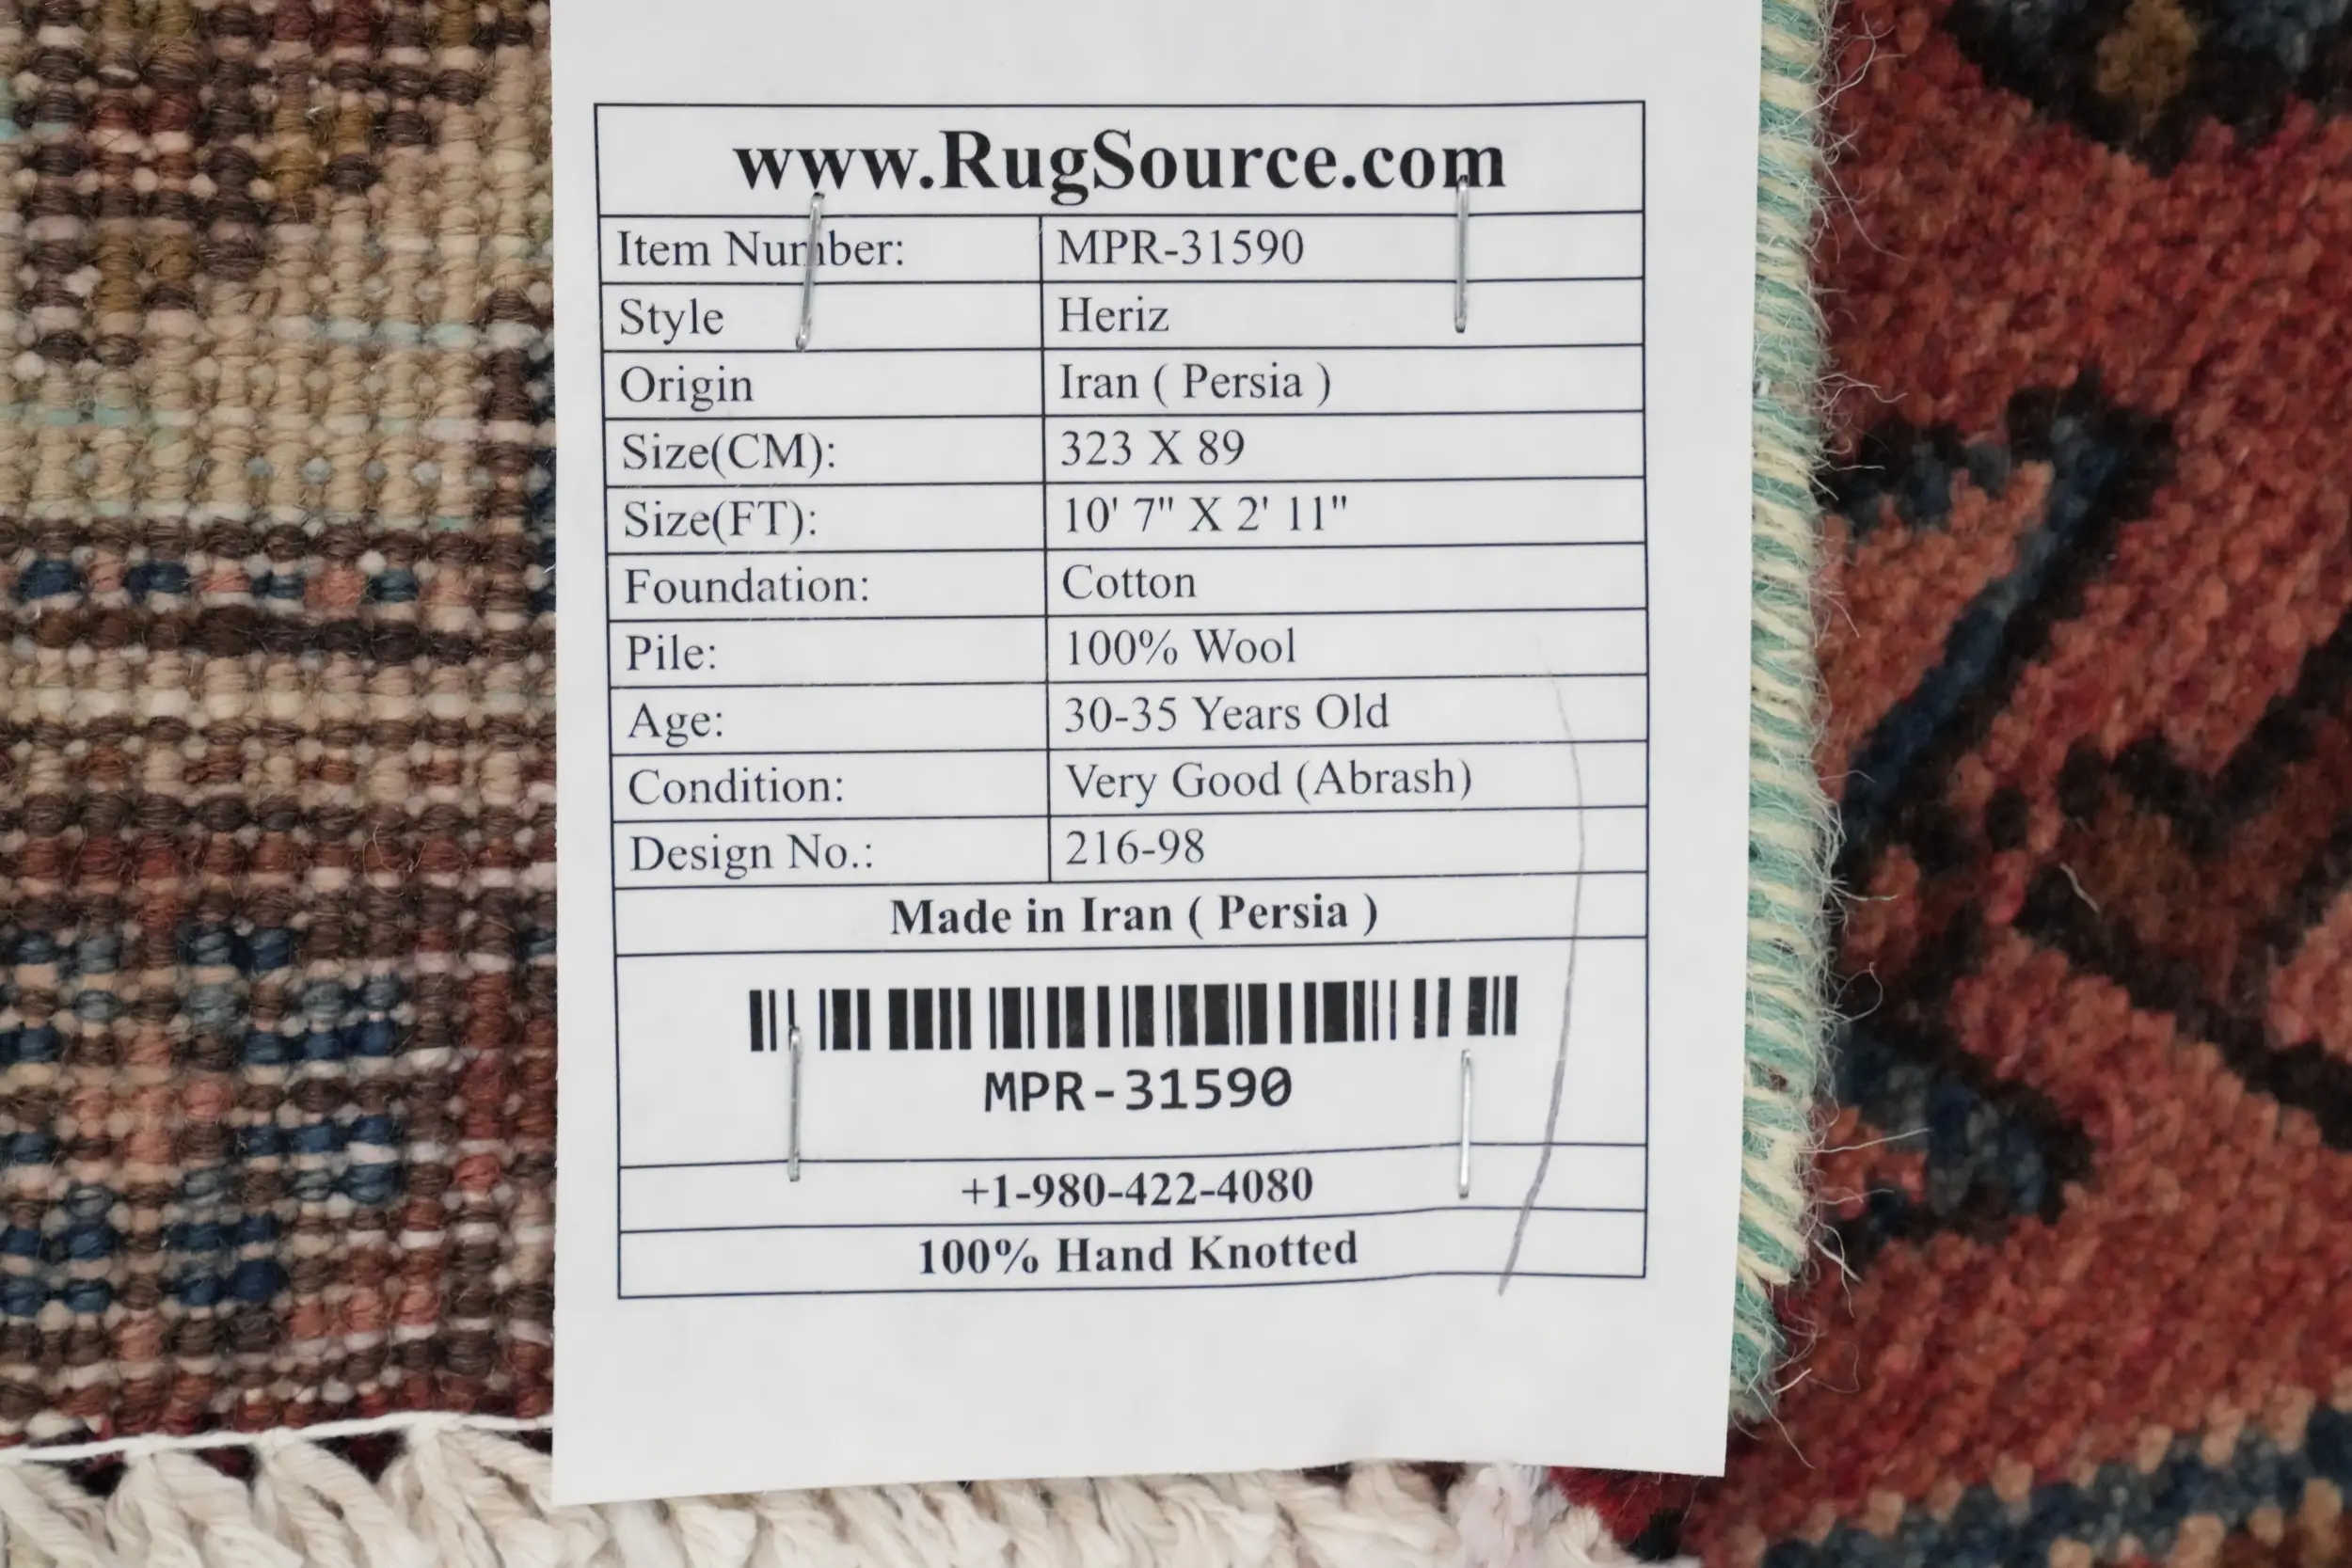 www.RugSource.com
Item Number: MPR-31590
Style Heriz
Origin Iran ( Persia )
Size(CM): 323 X 89
Size(FT): 10' 7" X 2' 11"
Foundation: Cotton
Pile: 100% Wool
Age: 30-35 Years Old
Condition: Very Good (Abrash)
Design No.: 216-98
Made in Iran ( Persia )
MPR-31590
+1-980-422-4080
100% Hand Knotted